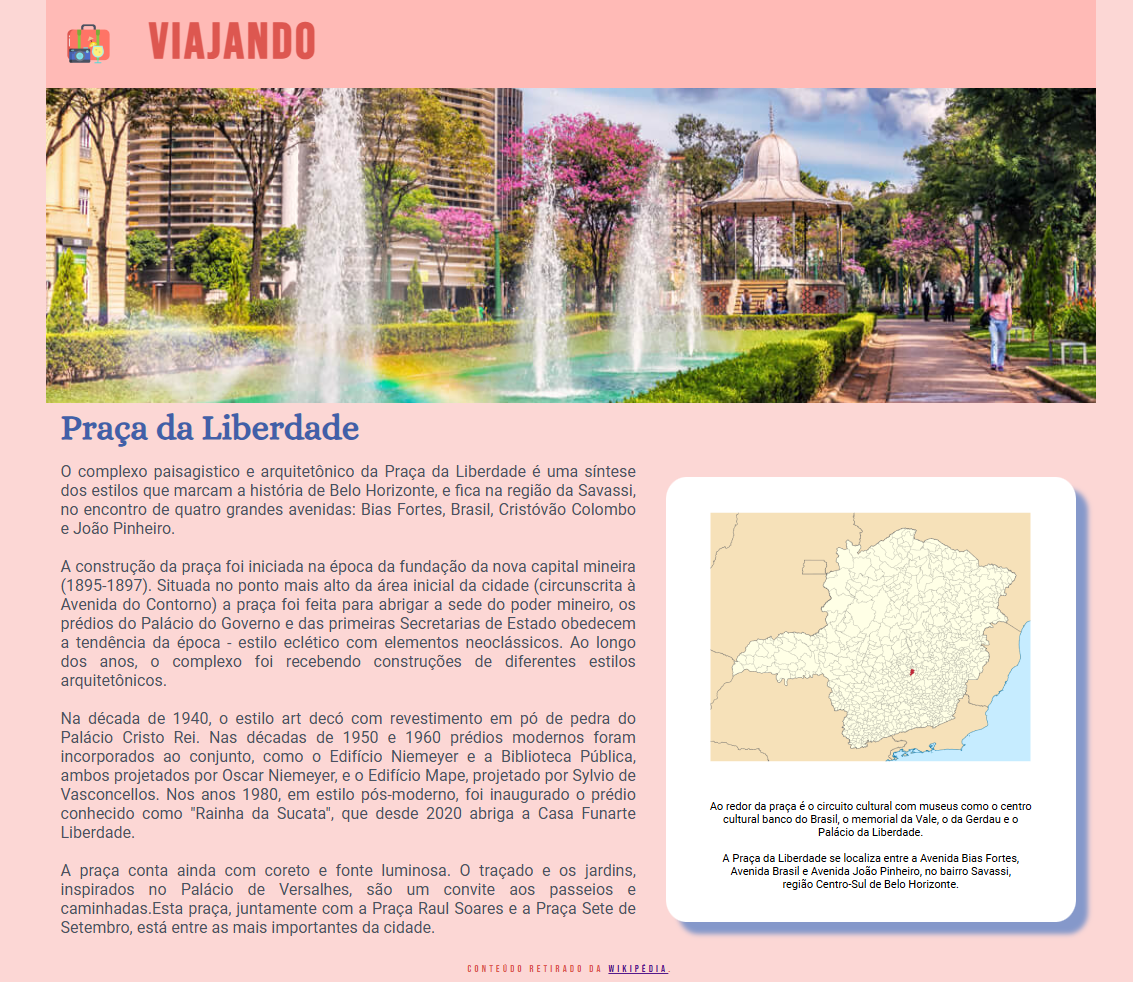 VIAJANDO
Praça da Liberdade
O complexo paisagistico e arquitetônico da Praça da Liberdade é uma síntese
dos estilos que marcam a história de Belo Horizonte, e fica na região da Savassi,
no encontro de quatro grandes avenidas: Bias Fortes, Brasil, Cristóvão Colombo
e João Pinheiro.
A construção da praça foi iniciada na época da fundação da nova capital mineira
(1895-1897). Situada no ponto mais alto da área inicial da cidade (circunscrita à
Avenida do Contorno) a praça foi feita para abrigar a sede do poder mineiro, os
prédios do Palácio do Governo e das primeiras Secretarias de Estado obedecem
a tendência da época - estilo eclético com elementos neoclássicos. Ao longo
dos anos, o complexo foi recebendo construções de diferentes estilos
arquitetônicos.
Na década de 1940, o estilo art decó com revestimento em pó de pedra do
Palácio Cristo Rei. Nas décadas de 1950 e 1960 prédios modernos foram
incorporados ao conjunto, como o Edifício Niemeyer e a Biblioteca Pública,
ambos projetados por Oscar Niemeyer, e o Edifício Mape, projetado por Sylvio de
Vasconcellos. Nos anos 1980, em estilo pós-moderno, foi inaugurado o prédio
conhecido como "Rainha da Sucata", que desde 2020 abriga a Casa Funarte
Liberdade.
A praça conta ainda com coreto e fonte luminosa. O traçado e os jardins,
inspirados no Palácio de Versalhes, são um convite aos passeios e
caminhadas.Esta praça, juntamente com a Praça Raul Soares e a Praça Sete de
Setembro, está entre as mais importantes da cidade.
Ao redor da praça é o circuito cultural com museus como o centro
cultural banco do Brasil, o memorial da Vale, o da Gerdau e o
Palácio da Liberdade.
A Praça da Liberdade se localiza entre a Avenida Bias Fortes,
Avenida Brasil e Avenida João Pinheiro, no bairro Savassi,
região Centro-Sul de Belo Horizonte.
CONTEÚDO RETIRADO DA WIKIPÉDIA.